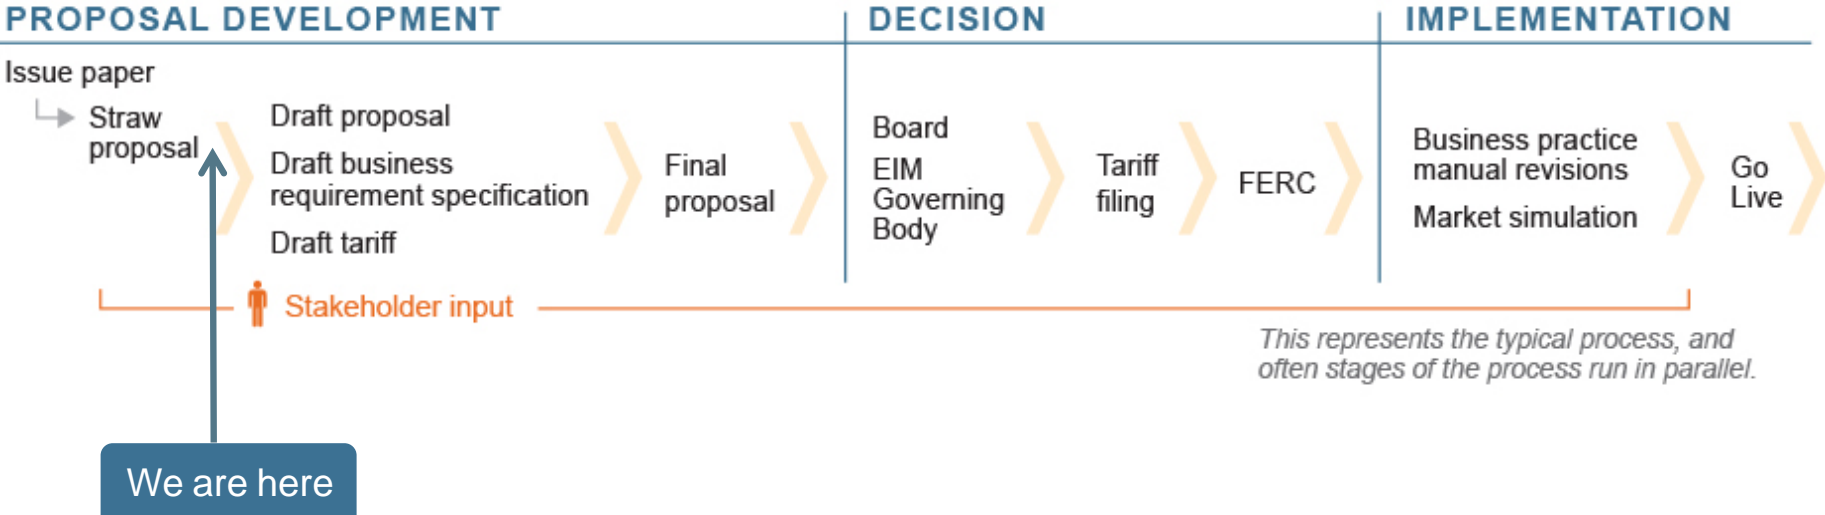 PROPOSAL DEVELOPMENT
DECISION
IMPLEMENTATION
Issue paper
Straw
proposal
Draft proposal
Draft business
requirement specification
Draft tariff
Final
proposal
Board
EIM
Governing
Body
Tariff
filing
FERC
Business practice
manual revisions
Market simulation
Go
Live
Stakeholder input
This represents the typical process, and
often stages of the process run in parallel.
We are here